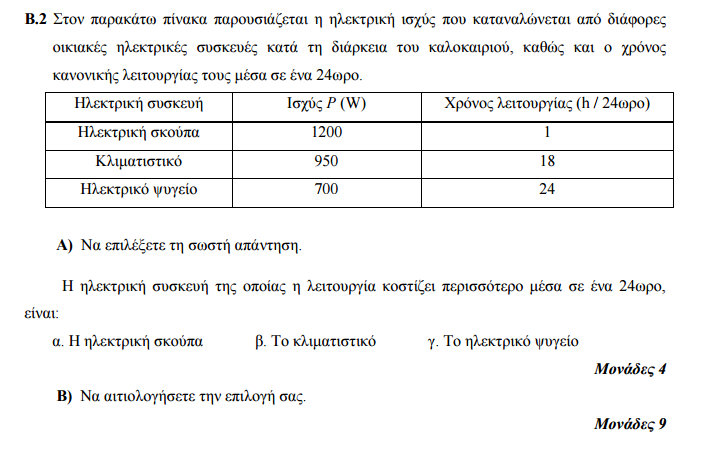 Β.2 Στον παρακάτω πίνακα παρουσιάζεται η ηλεκτρική ισχύς που καταναλώνεται από διάφορες
οικιακές ηλεκτρικές συσκευές κατά τη διάρκεια του καλοκαιριού, καθώς και ο χρόνος
κανονικής λειτουργίας τους μέσα σε ένα 24ωρο.
Ηλεκτρική συσκευή Ισχύς P (W) Χρόνος λειτουργίας (h / 24ωρο)
Ηλεκτρική σκούπα 1200 1
Κλιματιστικό 950 18
Ηλεκτρικό ψυγείο 700 24
Α) Να επιλέξετε τη σωστή απάντηση.
Η ηλεκτρική συσκευή της οποίας η λειτουργία κοστίζει περισσότερο μέσα σε ένα 24ωρο,
είναι:
α. Η ηλεκτρική σκούπα β. Το κλιματιστικό γ. Το ηλεκτρικό ψυγείο
Μονάδες 4
Β) Να αιτιολογήσετε την επιλογή σας.
Μονάδες 9